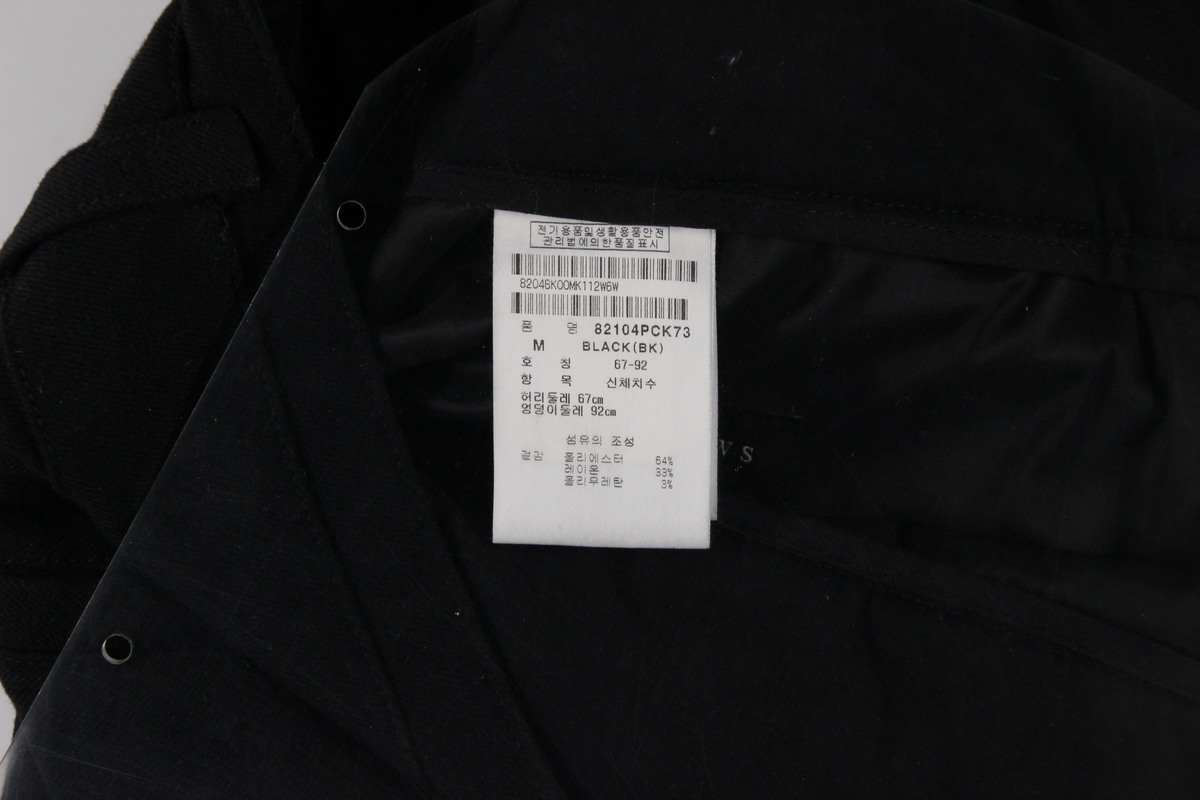 전기용품및생활용품안전
관리법에의한품질표시
8204BK00MK112W6W
품 명 82104PCK73
M BLACK(BK)
호 칭 67-92
항 목 신체치수
허리둘레 67㎝
엉덩이둘레 92㎝
섬유의 조성
겉감 폴리에스터 64%
레이온 33%
폴리우레탄 3%